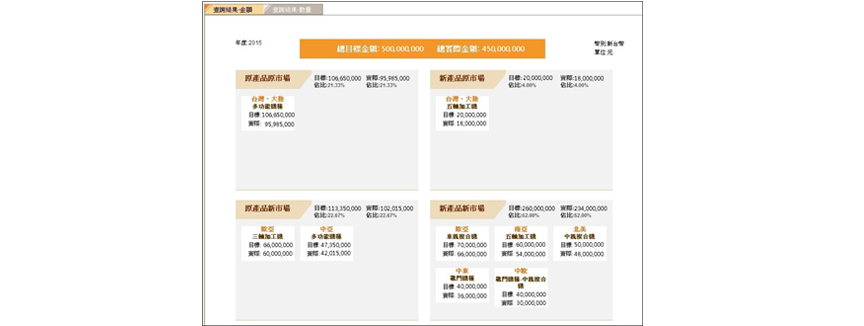 查詢結果-金額
查詢結果-數量
年度:2015
總目標金額: 500,000,000 總實際金額: 450,000,000
幣別:新台幣
單位:元
原產品原市場
目標:106,650,000 實際:95,985,000
佔比:21.33% 佔比:21.33%
台灣、大陸
多功能機種
目標:106,650,000
實際: 95,985,000
新產品原市場
目標: 20,000,000 實際:18,000,000
佔比:4.00% 佔比:4.00%
台灣、大陸
五軸加工機
目標: 20,000,000
實際: 18,000,000
原產品新市場
目標:113,350,000 實際:102,015,000
佔比:22.67% 佔比:22.67%
歐亞
三軸加工機
目標: 66,000,000
實際: 60,000,000
中亞
多功能機種
目標: 47,350,000
實際: 42,015,000
新產品新市場
目標:260,000,000 實際:234,000,000
佔比:52.00% 佔比:52.00%
歐亞
車銑複合機
目標: 70,000,000
實際: 66,000,000
南亞
五軸加工機
目標: 60,000,000
實際: 54,000,000
北美
中銑複合機
目標: 50,000,000
實際: 48,000,000
中東
龍門機種
目標: 40,000,000
實際: 36,000,000
中歐
龍門機種-中銑複合
機
目標: 40,000,000
實際: 30,000,000